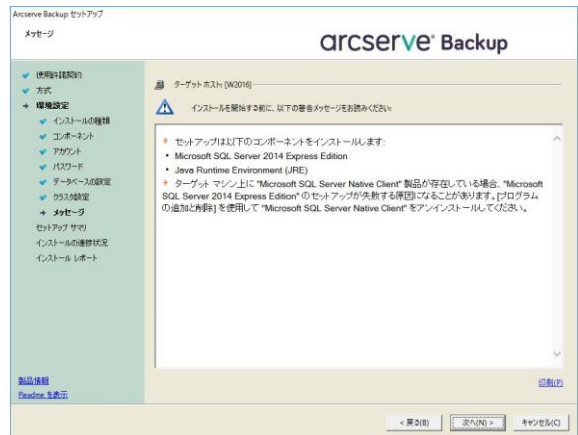 Arcserve Backup セットアップ
メッセージ
arcserve® Backup
使用許諾契約
方式
環境設定
インストールの種類
コンポーネント
アカウント
パスワード
データベースの設定
クラスタ設定
メッセージ
セットアップ サマリ
インストールの進捗状況
インストール レポート
製品情報
Readme を表示
ターゲット ホスト [W2016]
インストールを開始する前に、以下の警告メッセージをお読みください:
セットアップは以下のコンポーネントをインストールします:
• Microsoft SQL Server 2014 Express Edition
• Java Runtime Environment (JRE)
ターゲット マシン上に "Microsoft SQL Server Native Client" 製品が存在している場合、"Microsoft
SQL Server 2014 Express Edition" のセットアップが失敗する原因になることがあります。[プログラム
の追加と削除] を使用して "Microsoft SQL Server Native Client" をアンインストールしてください。
印刷(P)
< 戻る(B)
次へ(N) >
キャンセル(C)